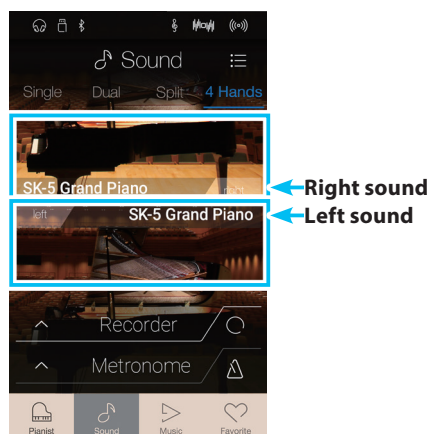 Sound
Single Dual Split 4 Hands
SK-5 Grand Piano right
Right sound
left SK-5 Grand Piano
Left sound
Recorder
Metronome
Pianist Sound Music Favorite